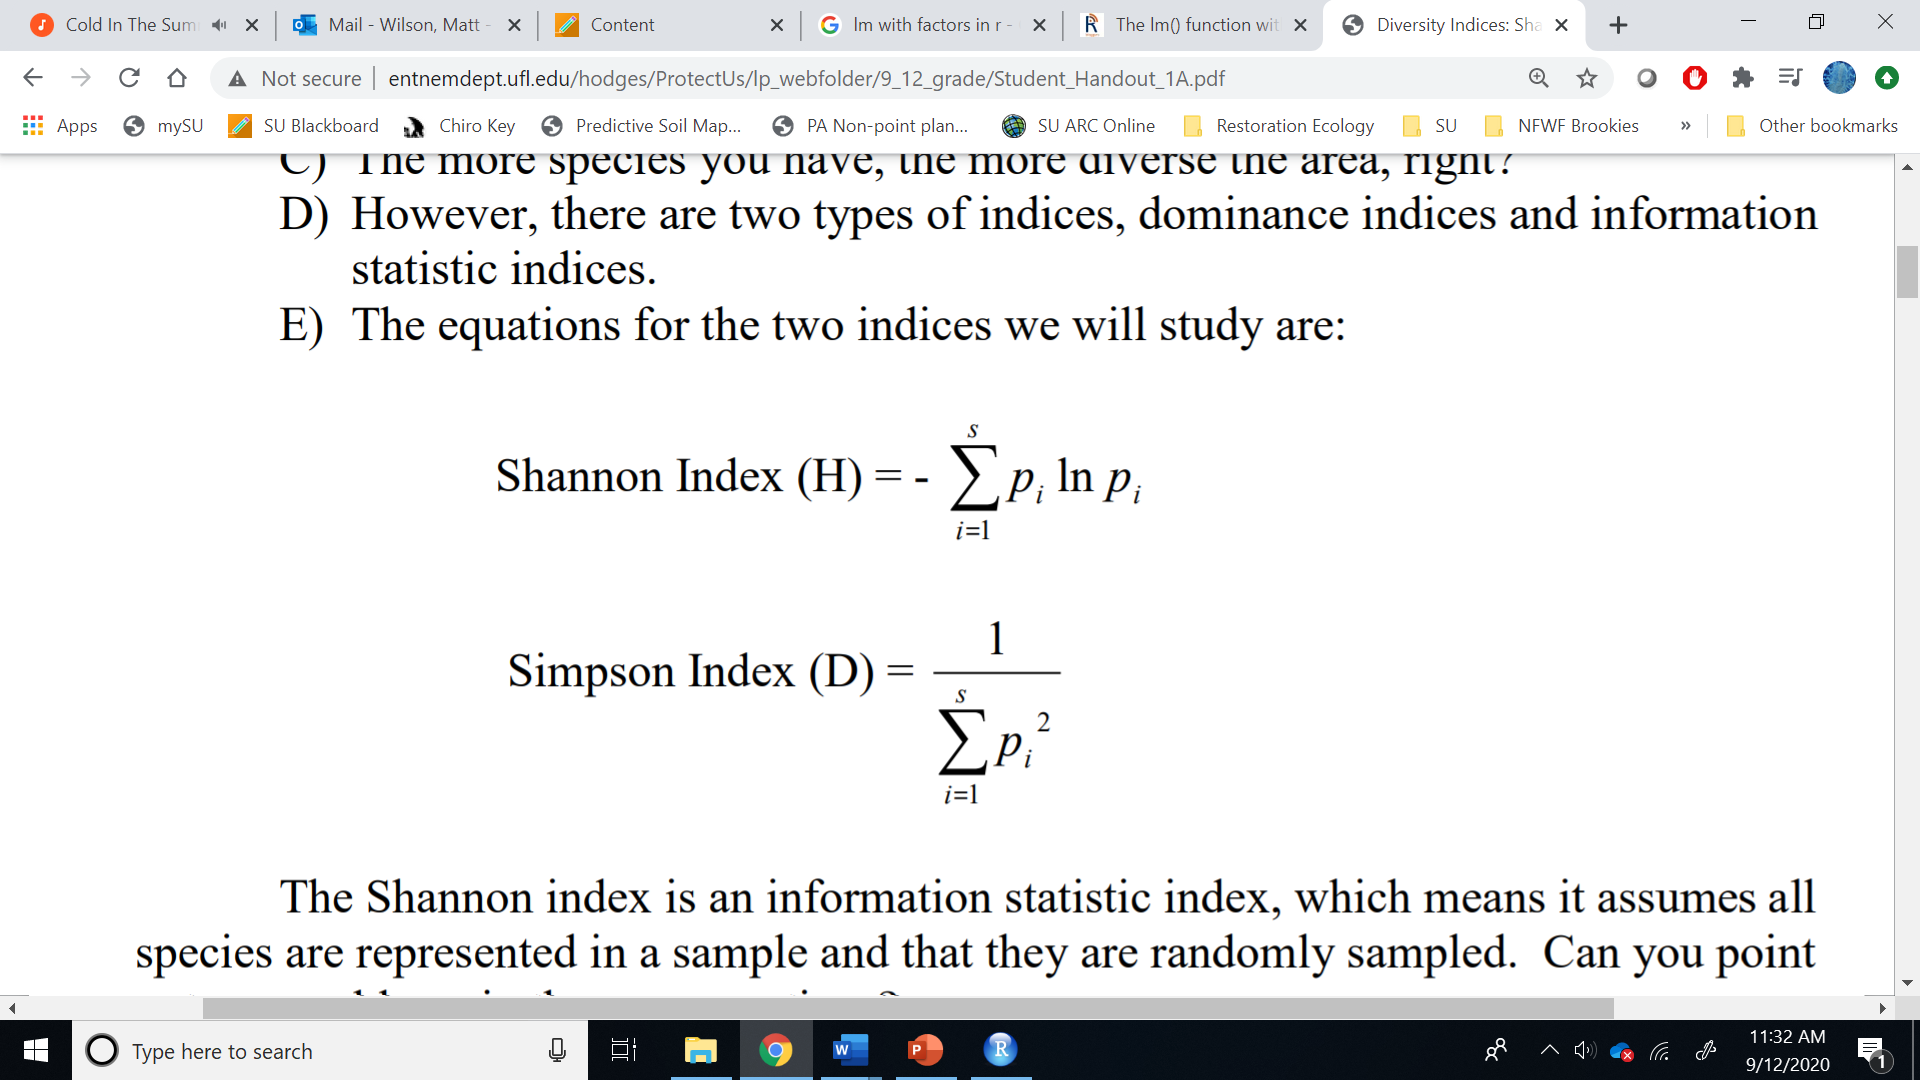 Cold In The Sum
Mail - Wilson, Matt -
Content
lm with factors in r -
The lm() function wit
Diversity Indices: Sha
Not secure
entnemdept.ufl.edu/hodges/ProtectUs/lp_webfolder/9_12_grade/Student_Handout_1A.pdf
Apps
mySU
SU Blackboard
Chiro Key
Predictive Soil Map...
PA Non-point plan...
SU ARC Online
Restoration Ecology
SU
NFWF Brookies
»
Other bookmarks
C) The more species you have, the more diverse the area, right?
D) However, there are two types of indices, dominance indices and information
statistic indices.
E) The equations for the two indices we will study are:
s
Shannon Index (H) = - ∑ pᵢ ln pᵢ
i=1
1
Simpson Index (D) =
s
∑ pᵢ²
i=1
The Shannon index is an information statistic index, which means it assumes all
species are represented in a sample and that they are randomly sampled. Can you point
Type here to search
11:32 AM
9/12/2020
1